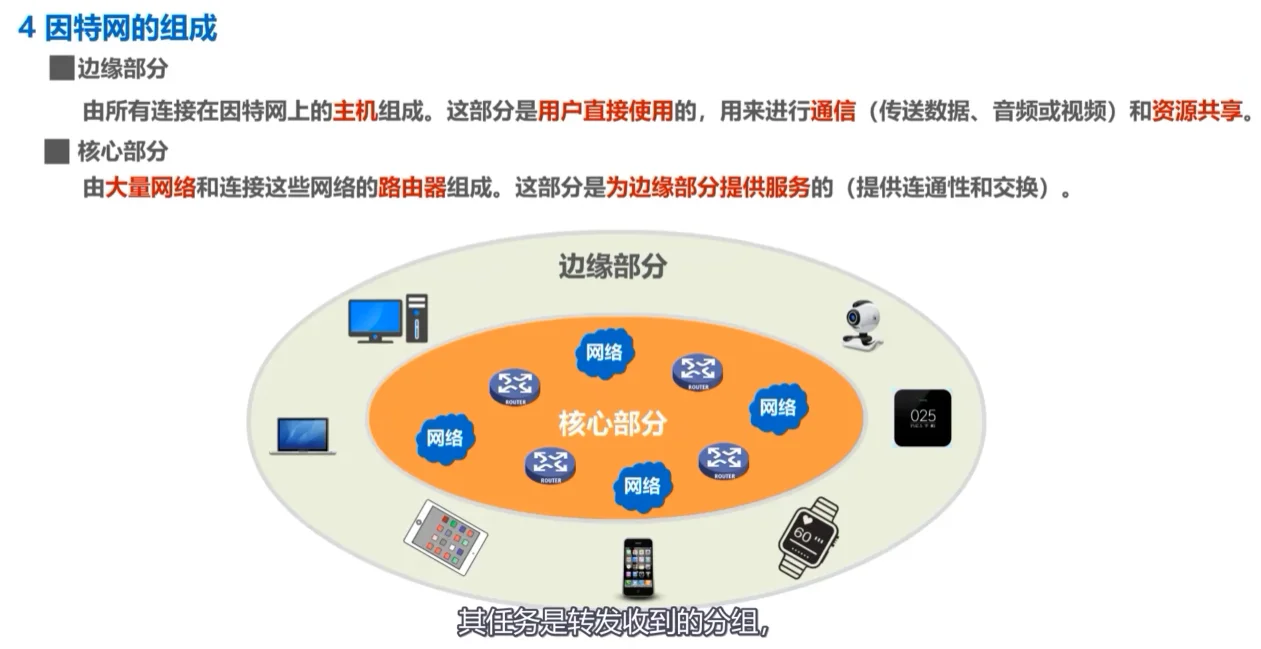 4 因特网的组成
边缘部分
由所有连接在因特网上的主机组成。这部分是用户直接使用的，用来进行通信（传送数据、音频或视频）和资源共享。
核心部分
由大量网络和连接这些网络的路由器组成。这部分是为边缘部分提供服务的（提供连通性和交换）。
边缘部分
网络
ROUTER
ROUTER
网络
核心部分
025
网络
ROUTER
ROUTER
网络
60
其任务是转发收到的分组，